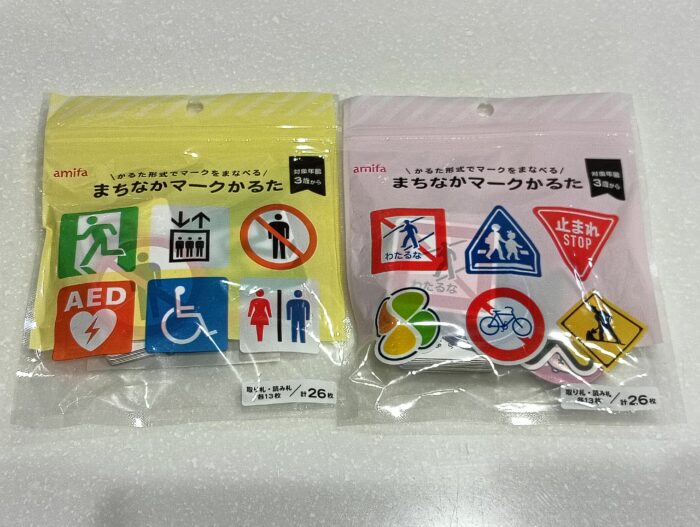 amifa
かるた形式でマークをまなべる
まちなかマークかるた
対象年齢
3歳から
AED
取り札・読み札
各13枚
計26枚
amifa
かるた形式でマークをまなべる
まちなかマークかるた
対象年齢
3歳から
わたるな
止まれ
STOP
わたるな
取り札・読み札
各13枚
計26枚